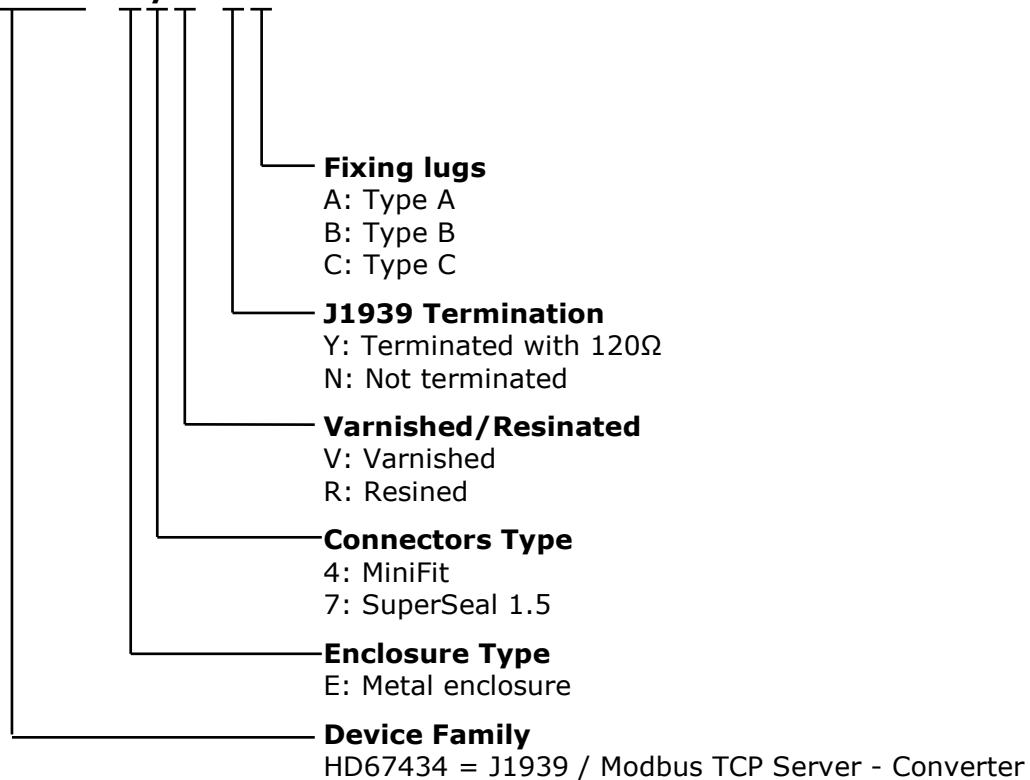 Fixing lugs
A: Type A
B: Type B
C: Type C
J1939 Termination
Y: Terminated with 120Ω
N: Not terminated
Varnished/Resinated
V: Varnished
R: Resined
Connectors Type
4: MiniFit
7: SuperSeal 1.5
Enclosure Type
E: Metal enclosure
Device Family
HD67434 = J1939 / Modbus TCP Server - Converter